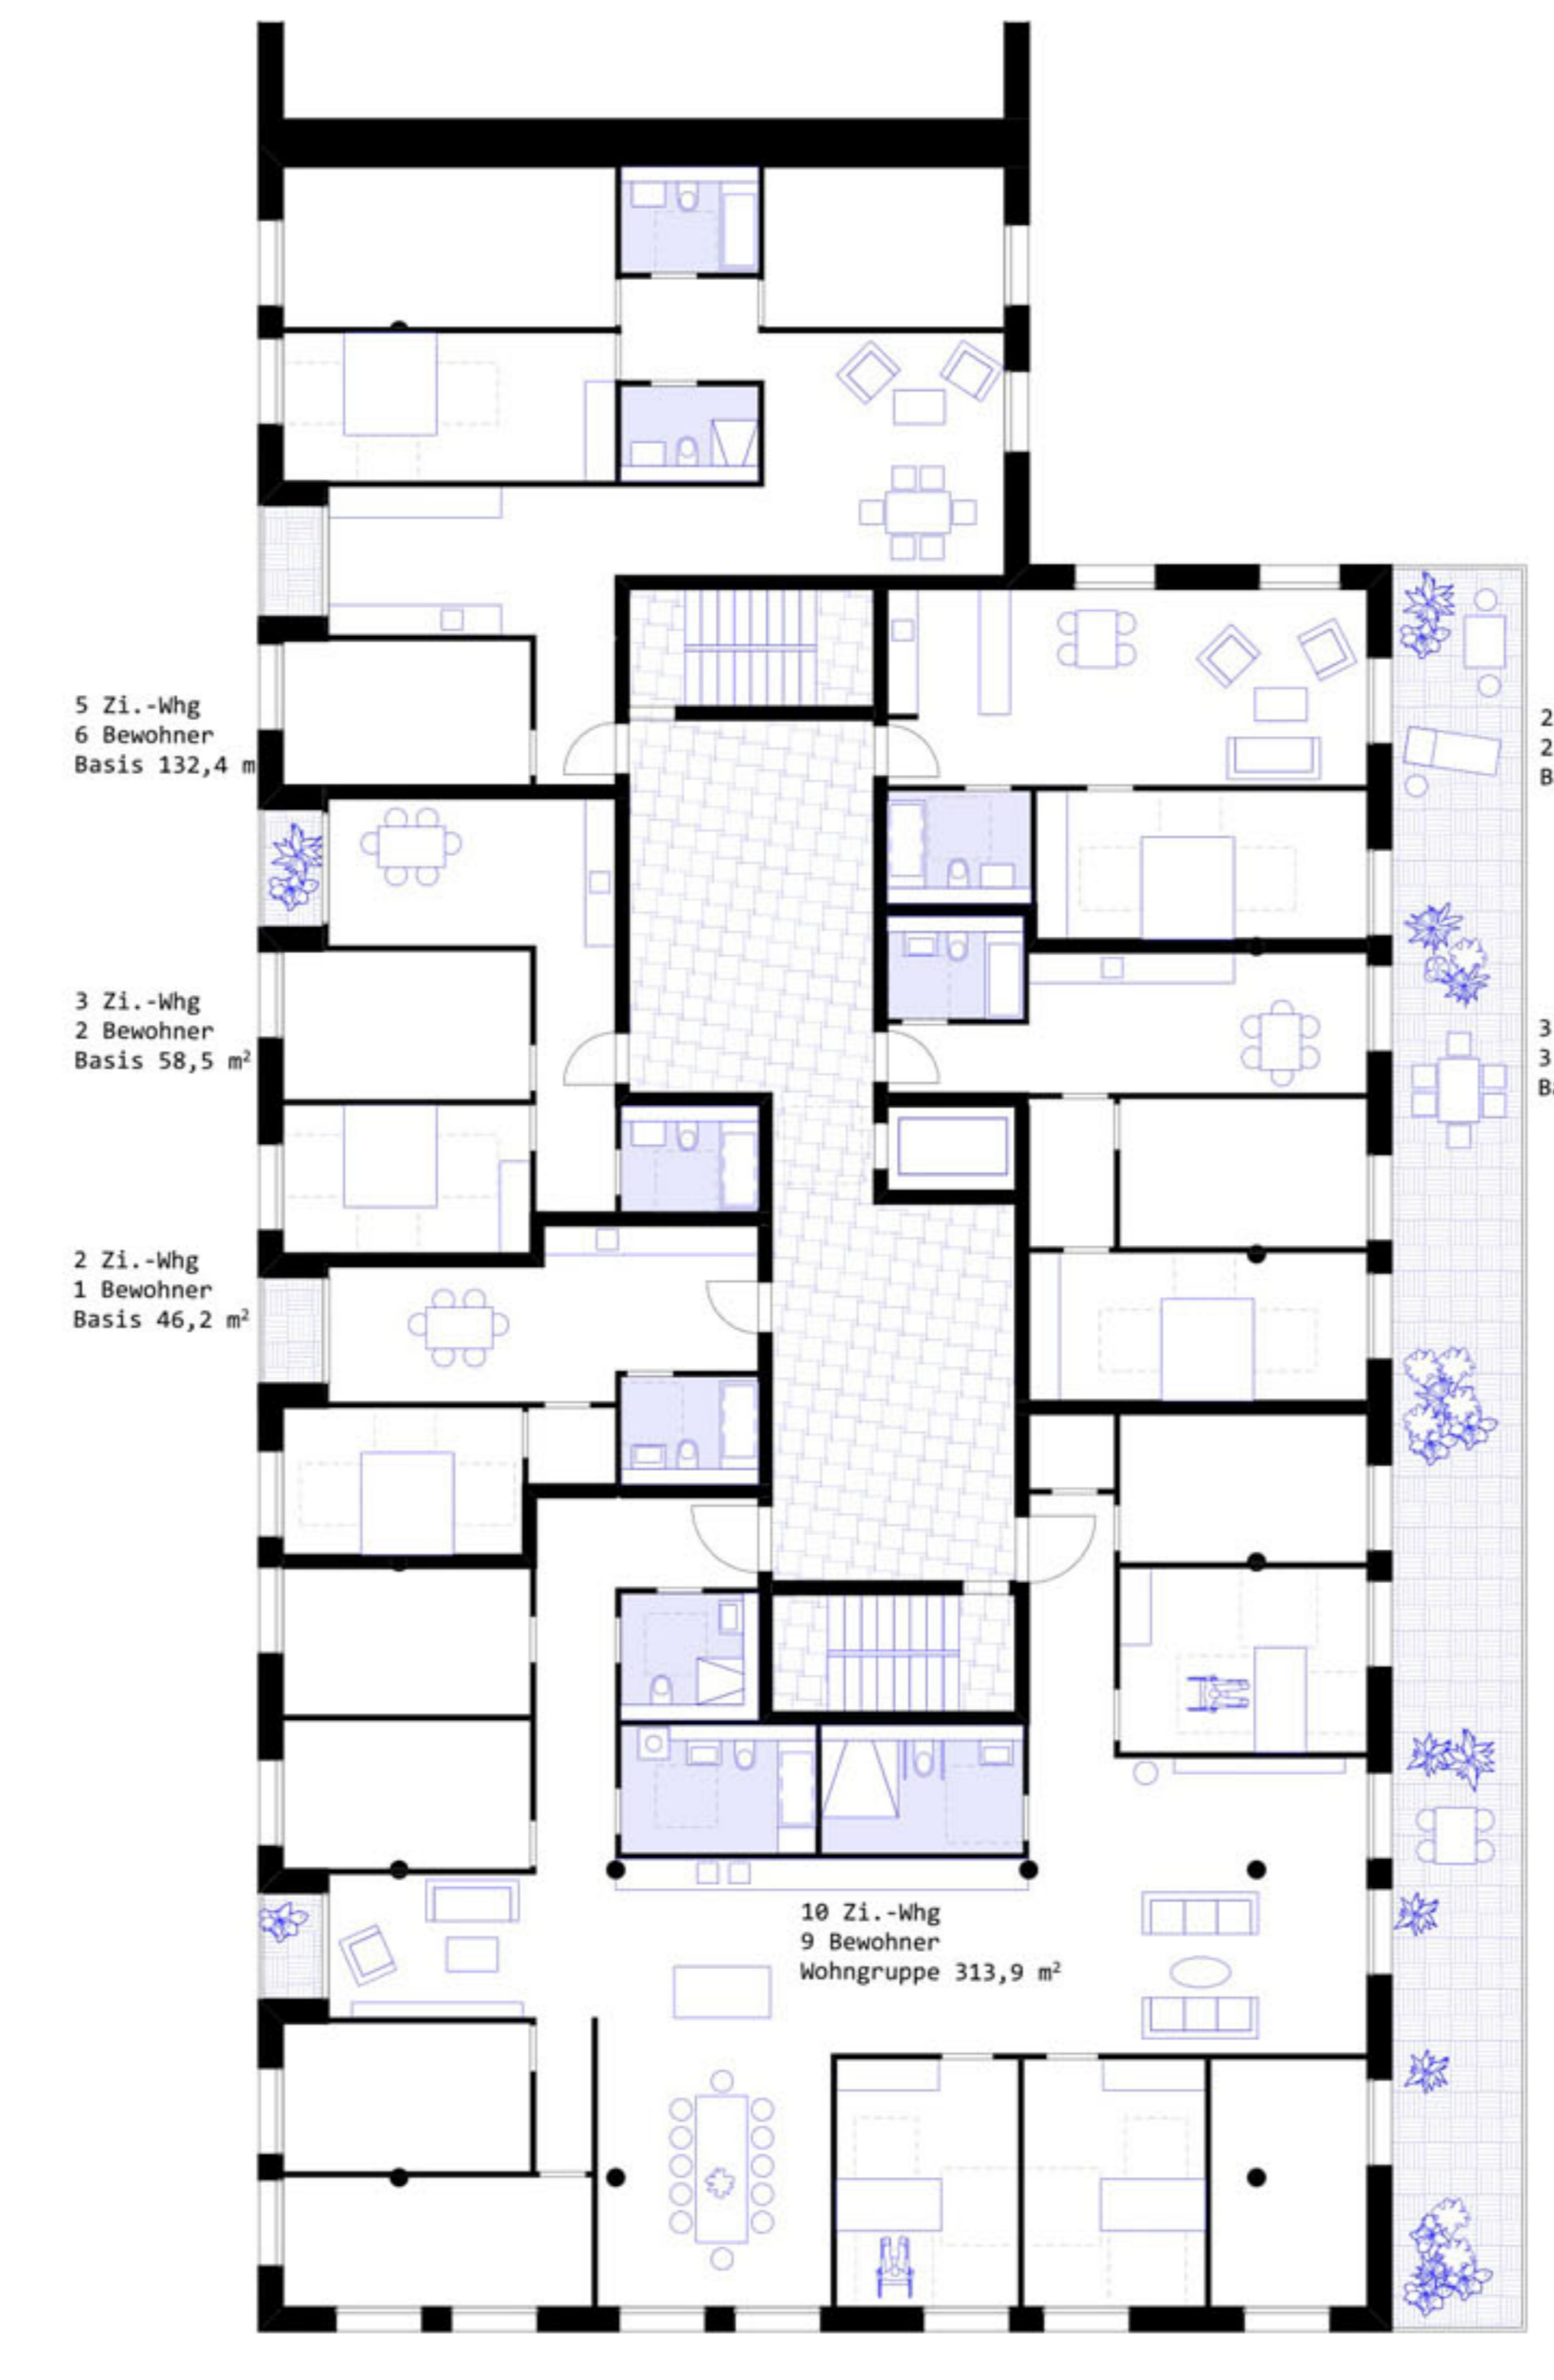 5 Zi.-Whg
6 Bewohner
Basis 132,4 m
2
2
B
3 Zi.-Whg
2 Bewohner
Basis 58,5 m²
3
3
B
2 Zi.-Whg
1 Bewohner
Basis 46,2 m²
10 Zi.-Whg
9 Bewohner
Wohngruppe 313,9 m²